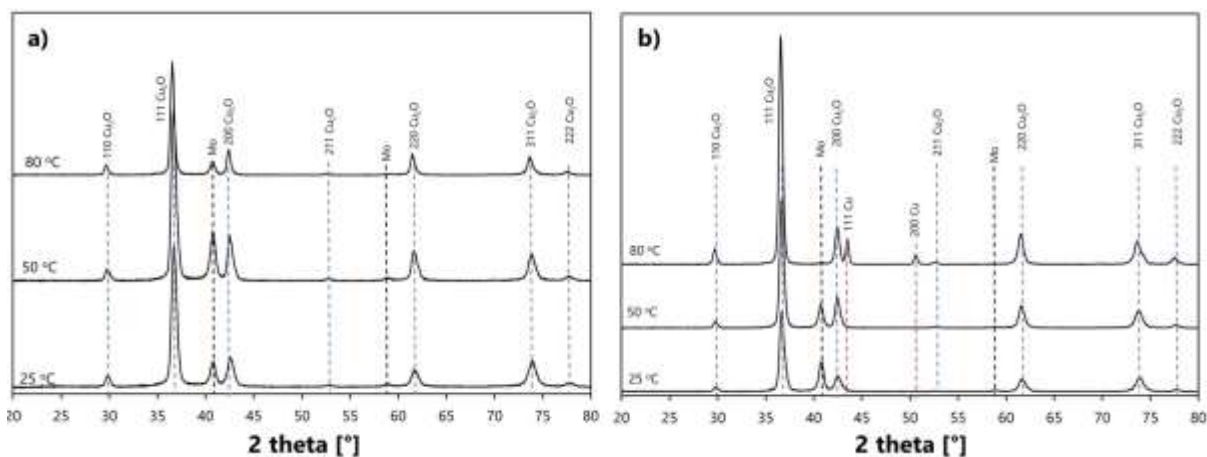 a)
110 Cu₂O
111 Cu₂O
Mo
200 Cu₂O
211 Cu₂O
Mo
220 Cu₂O
311 Cu₂O
222 Cu₂O
80 °C
50 °C
25 °C
20 25 30 35 40 45 50 55 60 65 70 75 80
2 theta [°]
b)
110 Cu₂O
111 Cu₂O
Mo
200 Cu₂O
111 Cu
200 Cu
211 Cu₂O
Mo
220 Cu₂O
311 Cu₂O
222 Cu₂O
80 °C
50 °C
25 °C
20 25 30 35 40 45 50 55 60 65 70 75 80
2 theta [°]